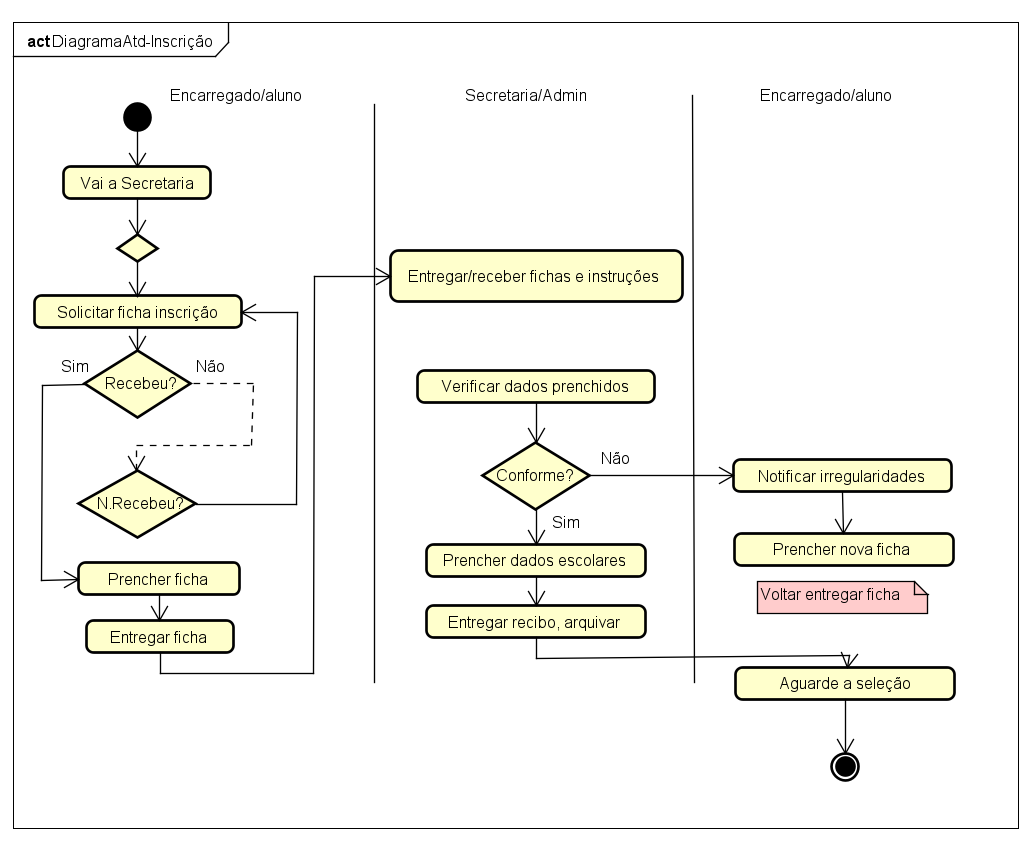 act DiagramaAtd-Inscrição
Encarregado/aluno
Secretaria/Admin
Encarregado/aluno
Vai a Secretaria
Entregar/receber fichas e instruções
Solicitar ficha inscrição
Sim
Não
Recebeu?
Verificar dados prenchidos
Não
Conforme?
Notificar irregularidades
N.Recebeu?
Sim
Prencher nova ficha
Prencher dados escolares
Prencher ficha
Voltar entregar ficha
Entregar recibo, arquivar
Entregar ficha
Aguarde a seleção